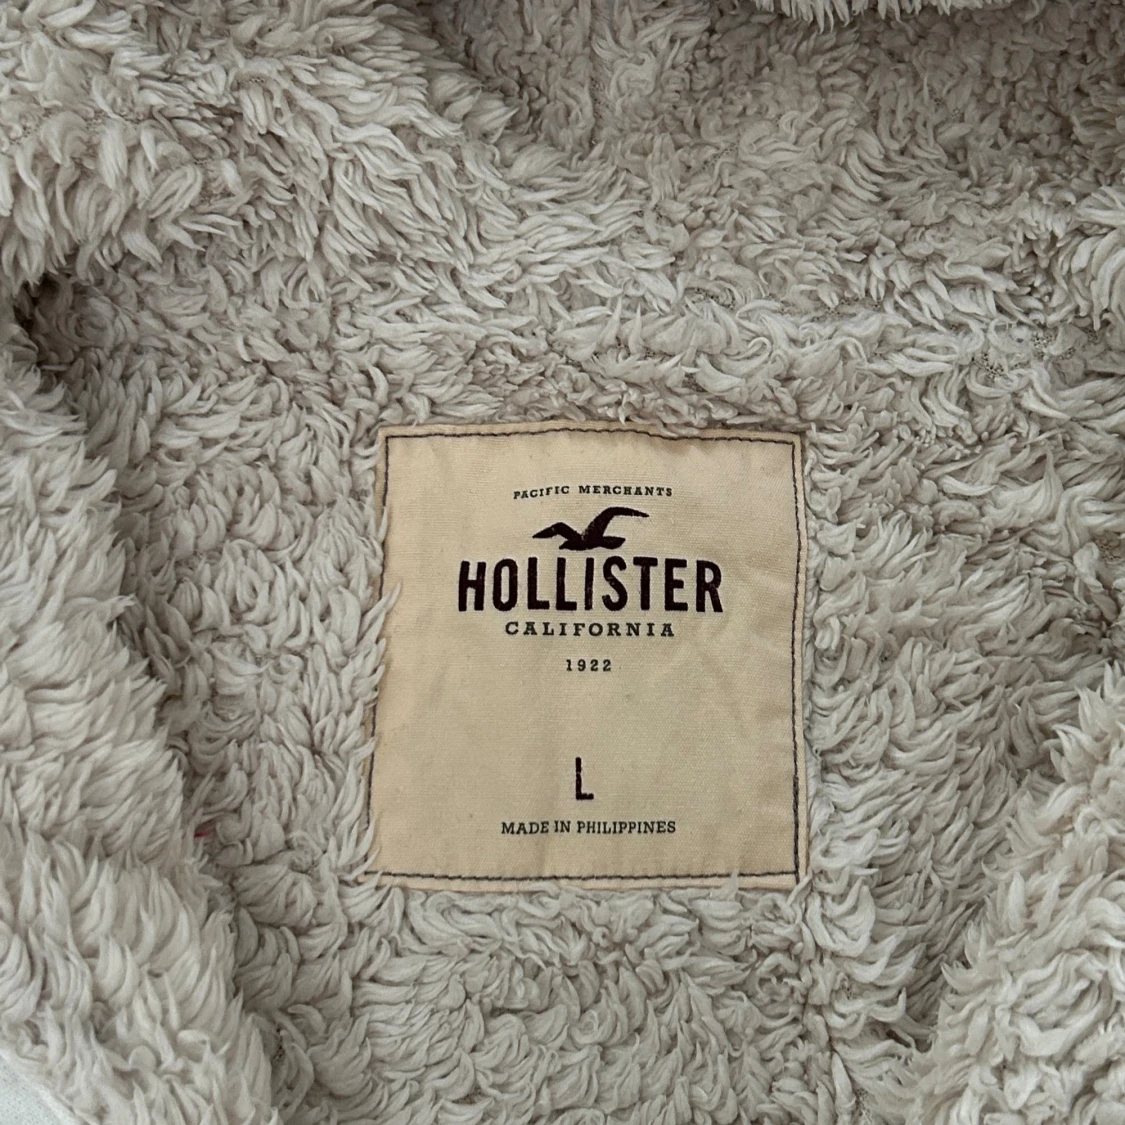 PACIFIC MERCHANTS
HOLLISTER
CALIFORNIA
1922
L
MADE IN PHILIPPINES